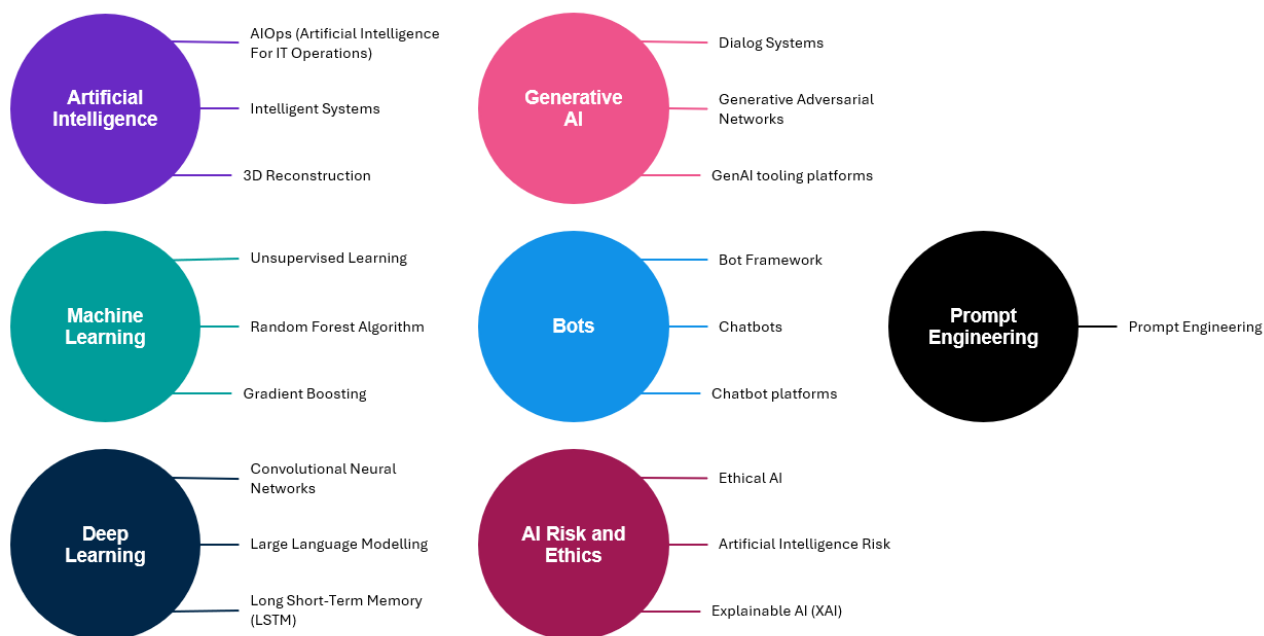 Artificial
Intelligence
AIOps (Artificial Intelligence
For IT Operations)
Intelligent Systems
3D Reconstruction
Generative
AI
Dialog Systems
Generative Adversarial
Networks
GenAI tooling platforms
Machine
Learning
Unsupervised Learning
Random Forest Algorithm
Gradient Boosting
Bots
Bot Framework
Chatbots
Chatbot platforms
Prompt
Engineering
Prompt Engineering
Deep
Learning
Convolutional Neural
Networks
Large Language Modelling
Long Short-Term Memory
(LSTM)
AI Risk and
Ethics
Ethical AI
Artificial Intelligence Risk
Explainable AI (XAI)